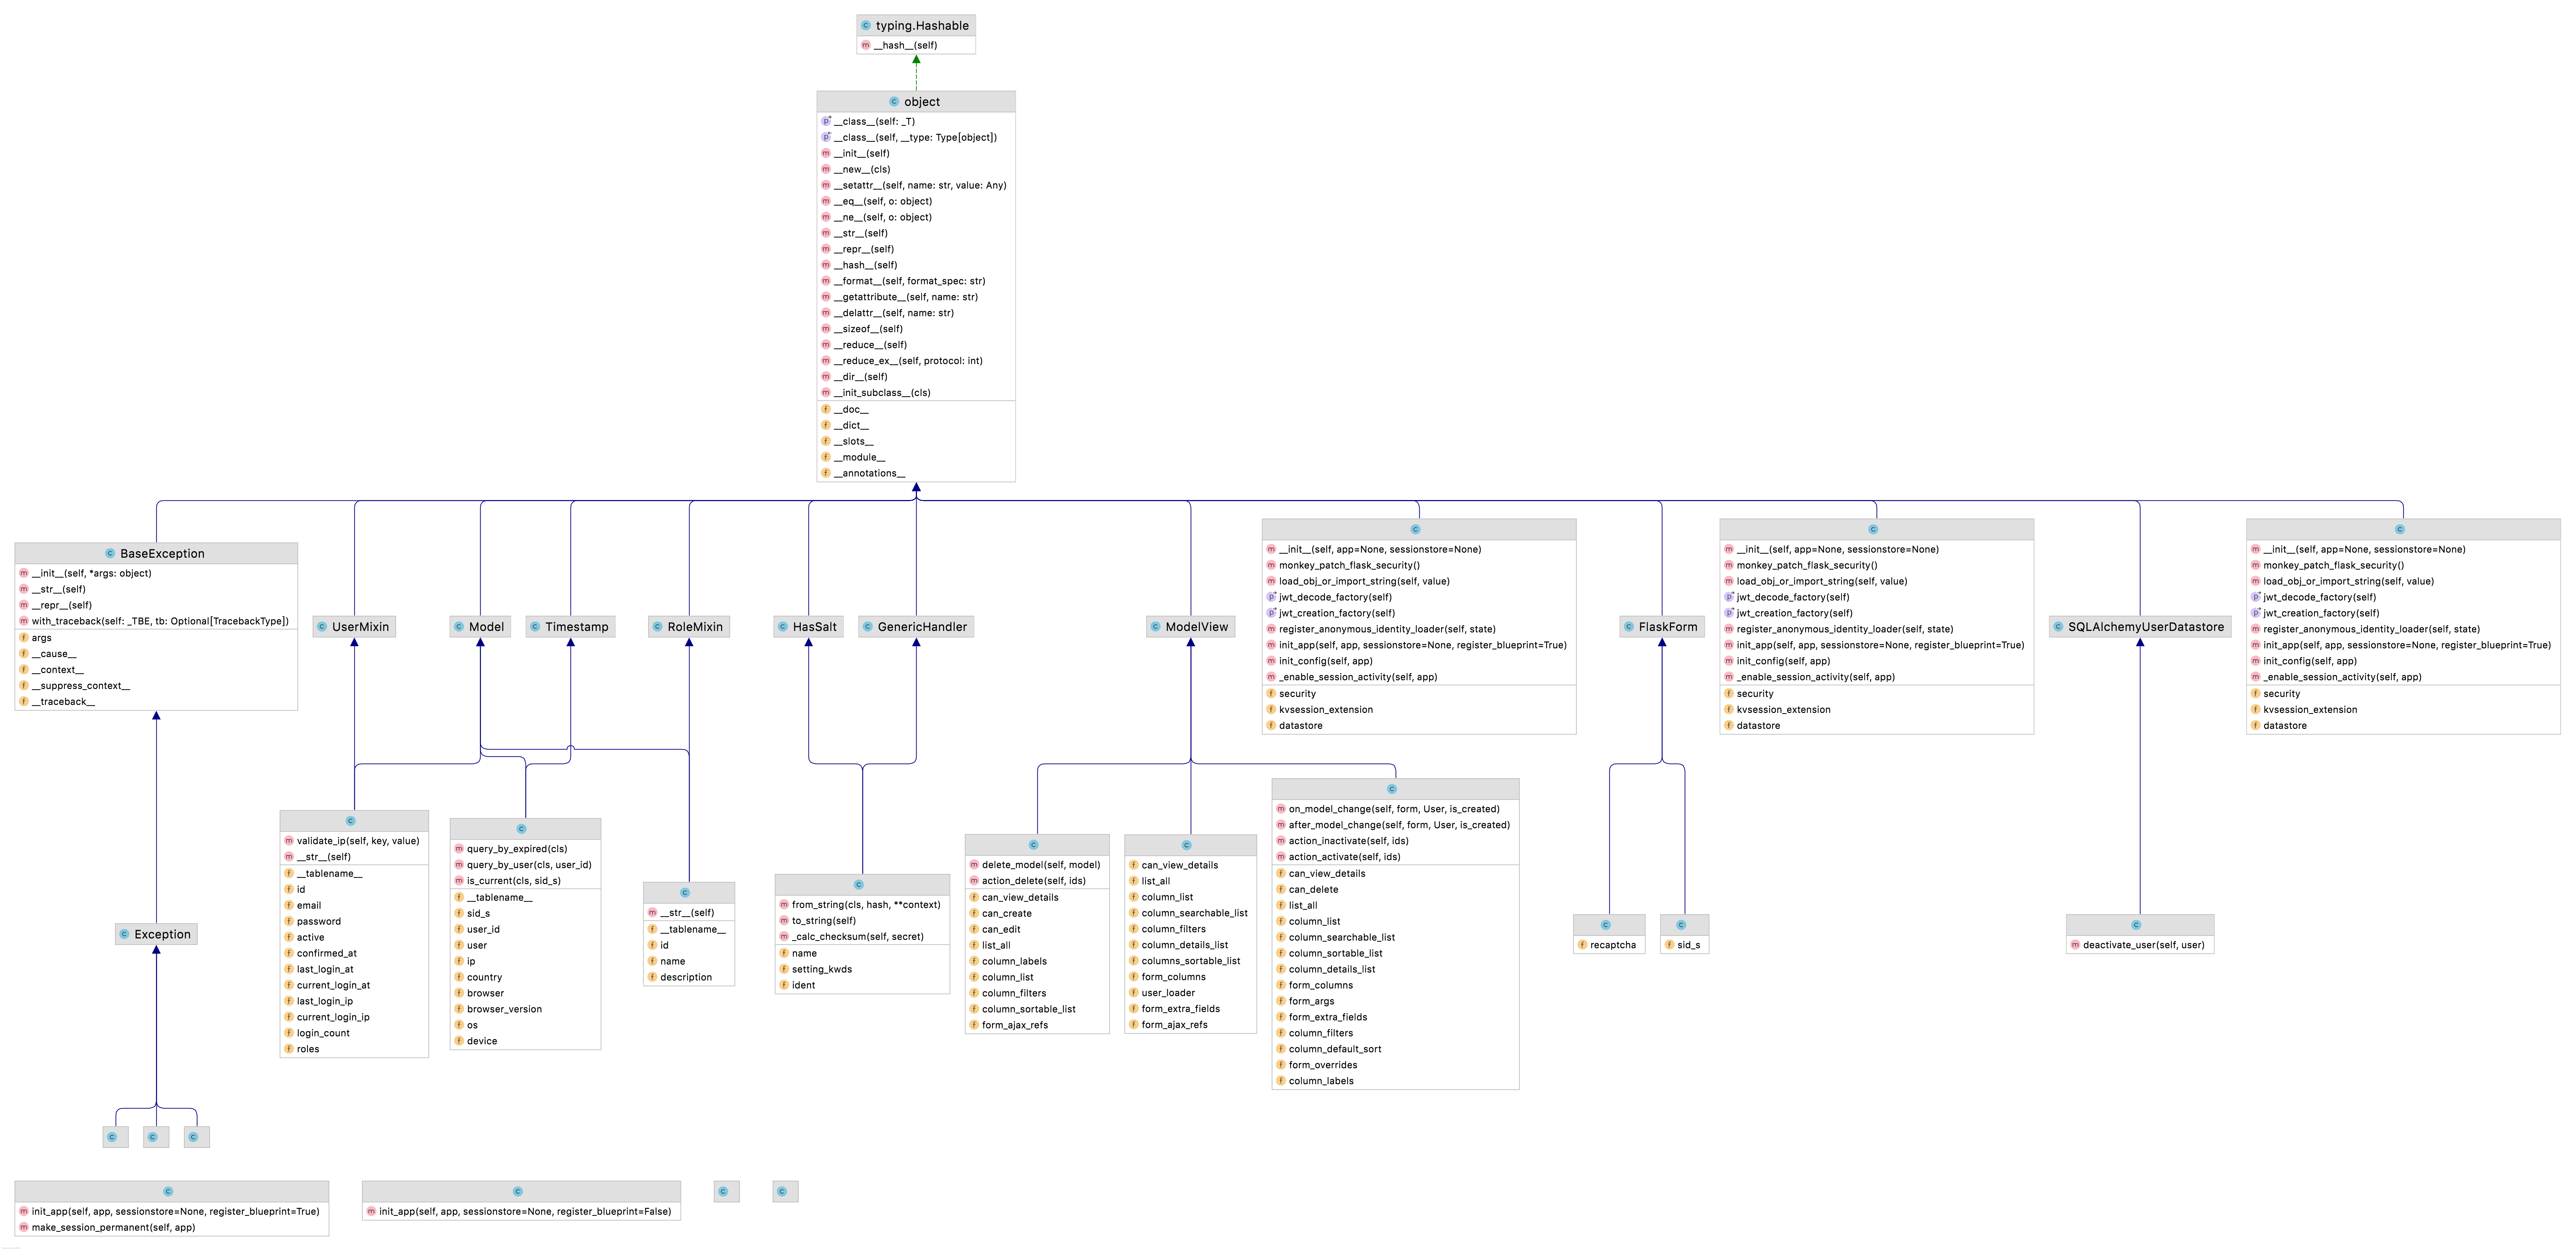 typing.Hashable
__hash__(self)
object
__class__(self: _T)
__class__(self, __type: Type[object])
__init__(self)
__new__(cls)
__setattr__(self, name: str, value: Any)
__eq__(self, o: object)
__ne__(self, o: object)
__str__(self)
__repr__(self)
__hash__(self)
__format__(self, format_spec: str)
__getattribute__(self, name: str)
__delattr__(self, name: str)
__sizeof__(self)
__reduce__(self)
__reduce_ex__(self, protocol: int)
__dir__(self)
__init_subclass__(cls)
__doc__
__dict__
__slots__
__module__
__annotations__
BaseException
__init__(self, *args: object)
__str__(self)
__repr__(self)
with_traceback(self: _TBE, tb: Optional[TracebackType])
args
__cause__
__context__
__suppress_context__
__traceback__
UserMixin
Model
Timestamp
RoleMixin
HasSalt
GenericHandler
ModelView
__init__(self, app=None, sessionstore=None)
monkey_patch_flask_security()
load_obj_or_import_string(self, value)
jwt_decode_factory(self)
jwt_creation_factory(self)
register_anonymous_identity_loader(self, state)
init_app(self, app, sessionstore=None, register_blueprint=True)
init_config(self, app)
_enable_session_activity(self, app)
security
kvsession_extension
datastore
FlaskForm
__init__(self, app=None, sessionstore=None)
monkey_patch_flask_security()
load_obj_or_import_string(self, value)
jwt_decode_factory(self)
jwt_creation_factory(self)
register_anonymous_identity_loader(self, state)
init_app(self, app, sessionstore=None, register_blueprint=True)
init_config(self, app)
_enable_session_activity(self, app)
security
kvsession_extension
datastore
SQLAlchemyUserDatastore
__init__(self, app=None, sessionstore=None)
monkey_patch_flask_security()
load_obj_or_import_string(self, value)
jwt_decode_factory(self)
jwt_creation_factory(self)
register_anonymous_identity_loader(self, state)
init_app(self, app, sessionstore=None, register_blueprint=True)
init_config(self, app)
_enable_session_activity(self, app)
security
kvsession_extension
datastore
Exception
validate_ip(self, key, value)
__str__(self)
__tablename__
id
email
password
active
confirmed_at
last_login_at
current_login_at
last_login_ip
current_login_ip
login_count
roles
query_by_expired(cls)
query_by_user(cls, user_id)
is_current(cls, sid_s)
__tablename__
sid_s
user_id
user
ip
country
browser
browser_version
os
device
__str__(self)
__tablename__
id
name
description
from_string(cls, hash, **context)
to_string(self)
_calc_checksum(self, secret)
name
setting_kwds
ident
delete_model(self, model)
action_delete(self, ids)
can_view_details
can_create
can_edit
list_all
column_labels
column_list
column_filters
column_sortable_list
form_ajax_refs
can_view_details
list_all
column_list
column_searchable_list
column_filters
column_details_list
columns_sortable_list
form_columns
user_loader
form_extra_fields
form_ajax_refs
on_model_change(self, form, User, is_created)
after_model_change(self, form, User, is_created)
action_inactivate(self, ids)
action_activate(self, ids)
can_view_details
can_delete
list_all
column_list
column_searchable_list
column_sortable_list
column_details_list
form_columns
form_args
form_extra_fields
column_filters
column_default_sort
form_overrides
column_labels
recaptcha
sid_s
deactivate_user(self, user)
init_app(self, app, sessionstore=None, register_blueprint=True)
make_session_permanent(self, app)
init_app(self, app, sessionstore=None, register_blueprint=False)